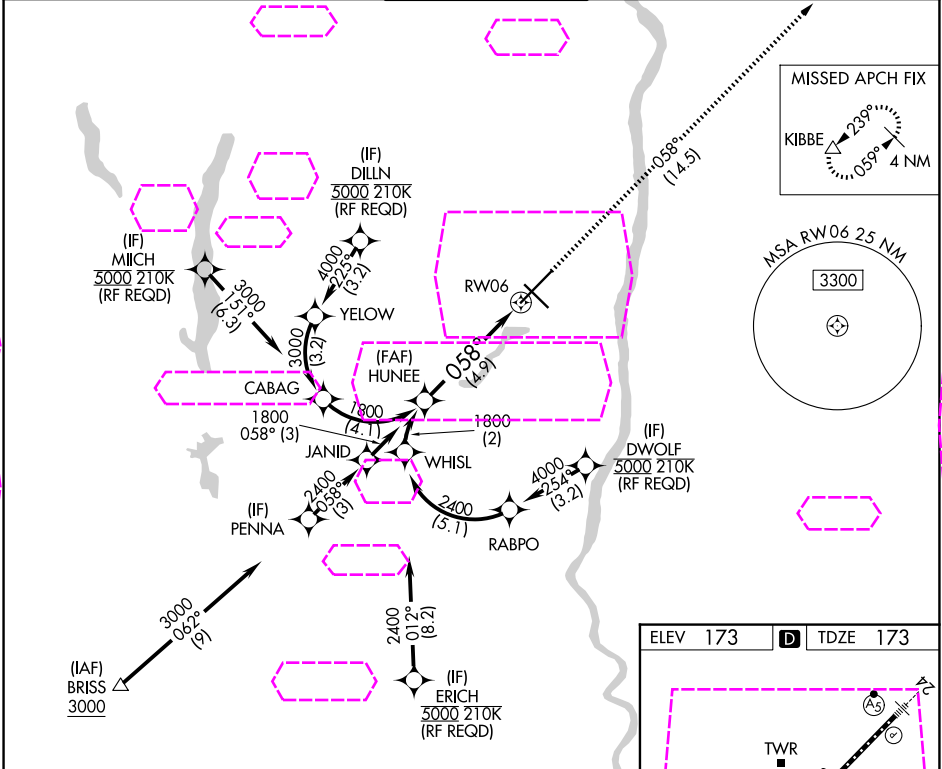 MISSED APCH FIX
KIBBE
239°
059°
4 NM
058°
(14.5)
(IF)
DILLN
5000 210K
(RF REQD)
4000
225°
(3.2)
(IF)
MIICH
5000 210K
(RF REQD)
3000
151°
(6.3)
YELOW
3000
(3.2)
RW06
MSA RW06 25 NM
3300
(FAF)
HUNEE
058°
(4.9)
CABAG
1800
(4.1)
1800
058° (3)
1800
(2)
JANID
WHISL
(IF)
DWOLF
5000 210K
(RF REQD)
4000
254°
(3.2)
2400
(5.1)
RABPO
2400
058°
(3)
(IF)
PENNA
3000
062°
(9)
(IAF)
BRISS
3000
2400
012°
(8.2)
(IF)
ERICH
5000 210K
(RF REQD)
ELEV 173 D TDZE 173
24
A5
TWR